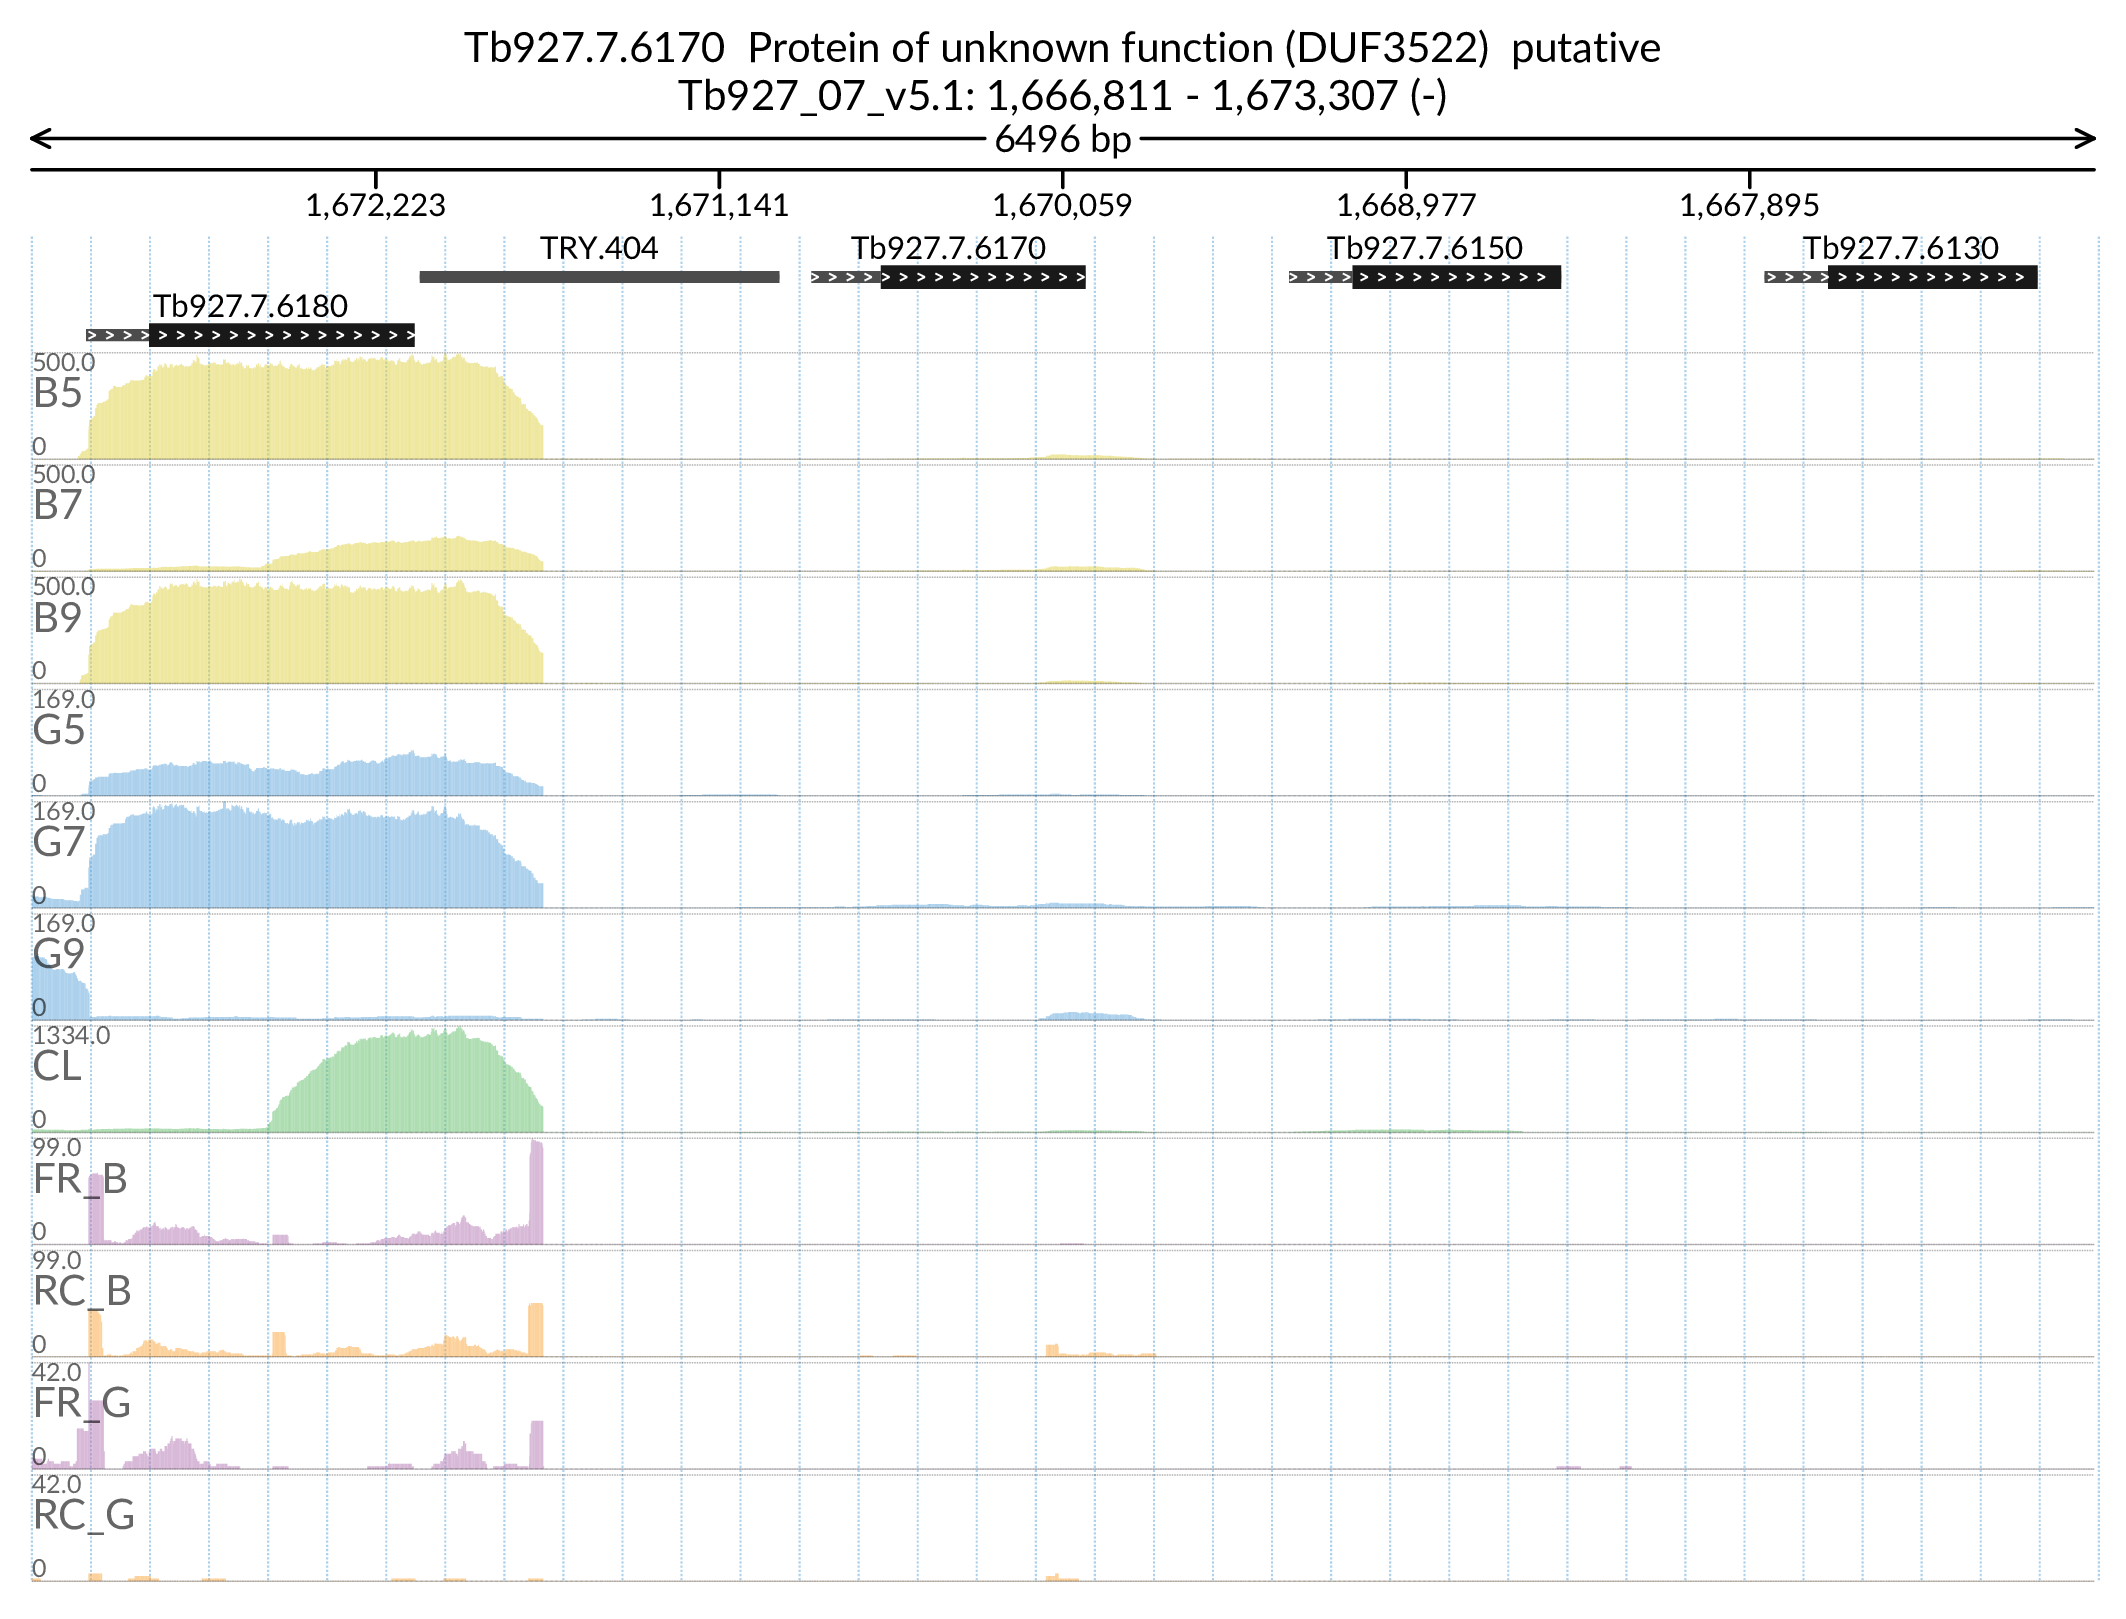 Tb927.7.6170  Protein of unknown function (DUF3522)  putative
Tb927_07_v5.1: 1,666,811 - 1,673,307 (-)
6496 bp
1,672,223 1,671,141 1,670,059 1,668,977 1,667,895
TRY.404 Tb927.7.6170 Tb927.7.6150 Tb927.7.6130
Tb927.7.6180
500.0
B5
0
500.0
B7
0
500.0
B9
0
169.0
G5
0
169.0
G7
0
169.0
G9
0
1334.0
CL
0
99.0
FR_B
0
99.0
RC_B
0
42.0
FR_G
0
42.0
RC_G
0